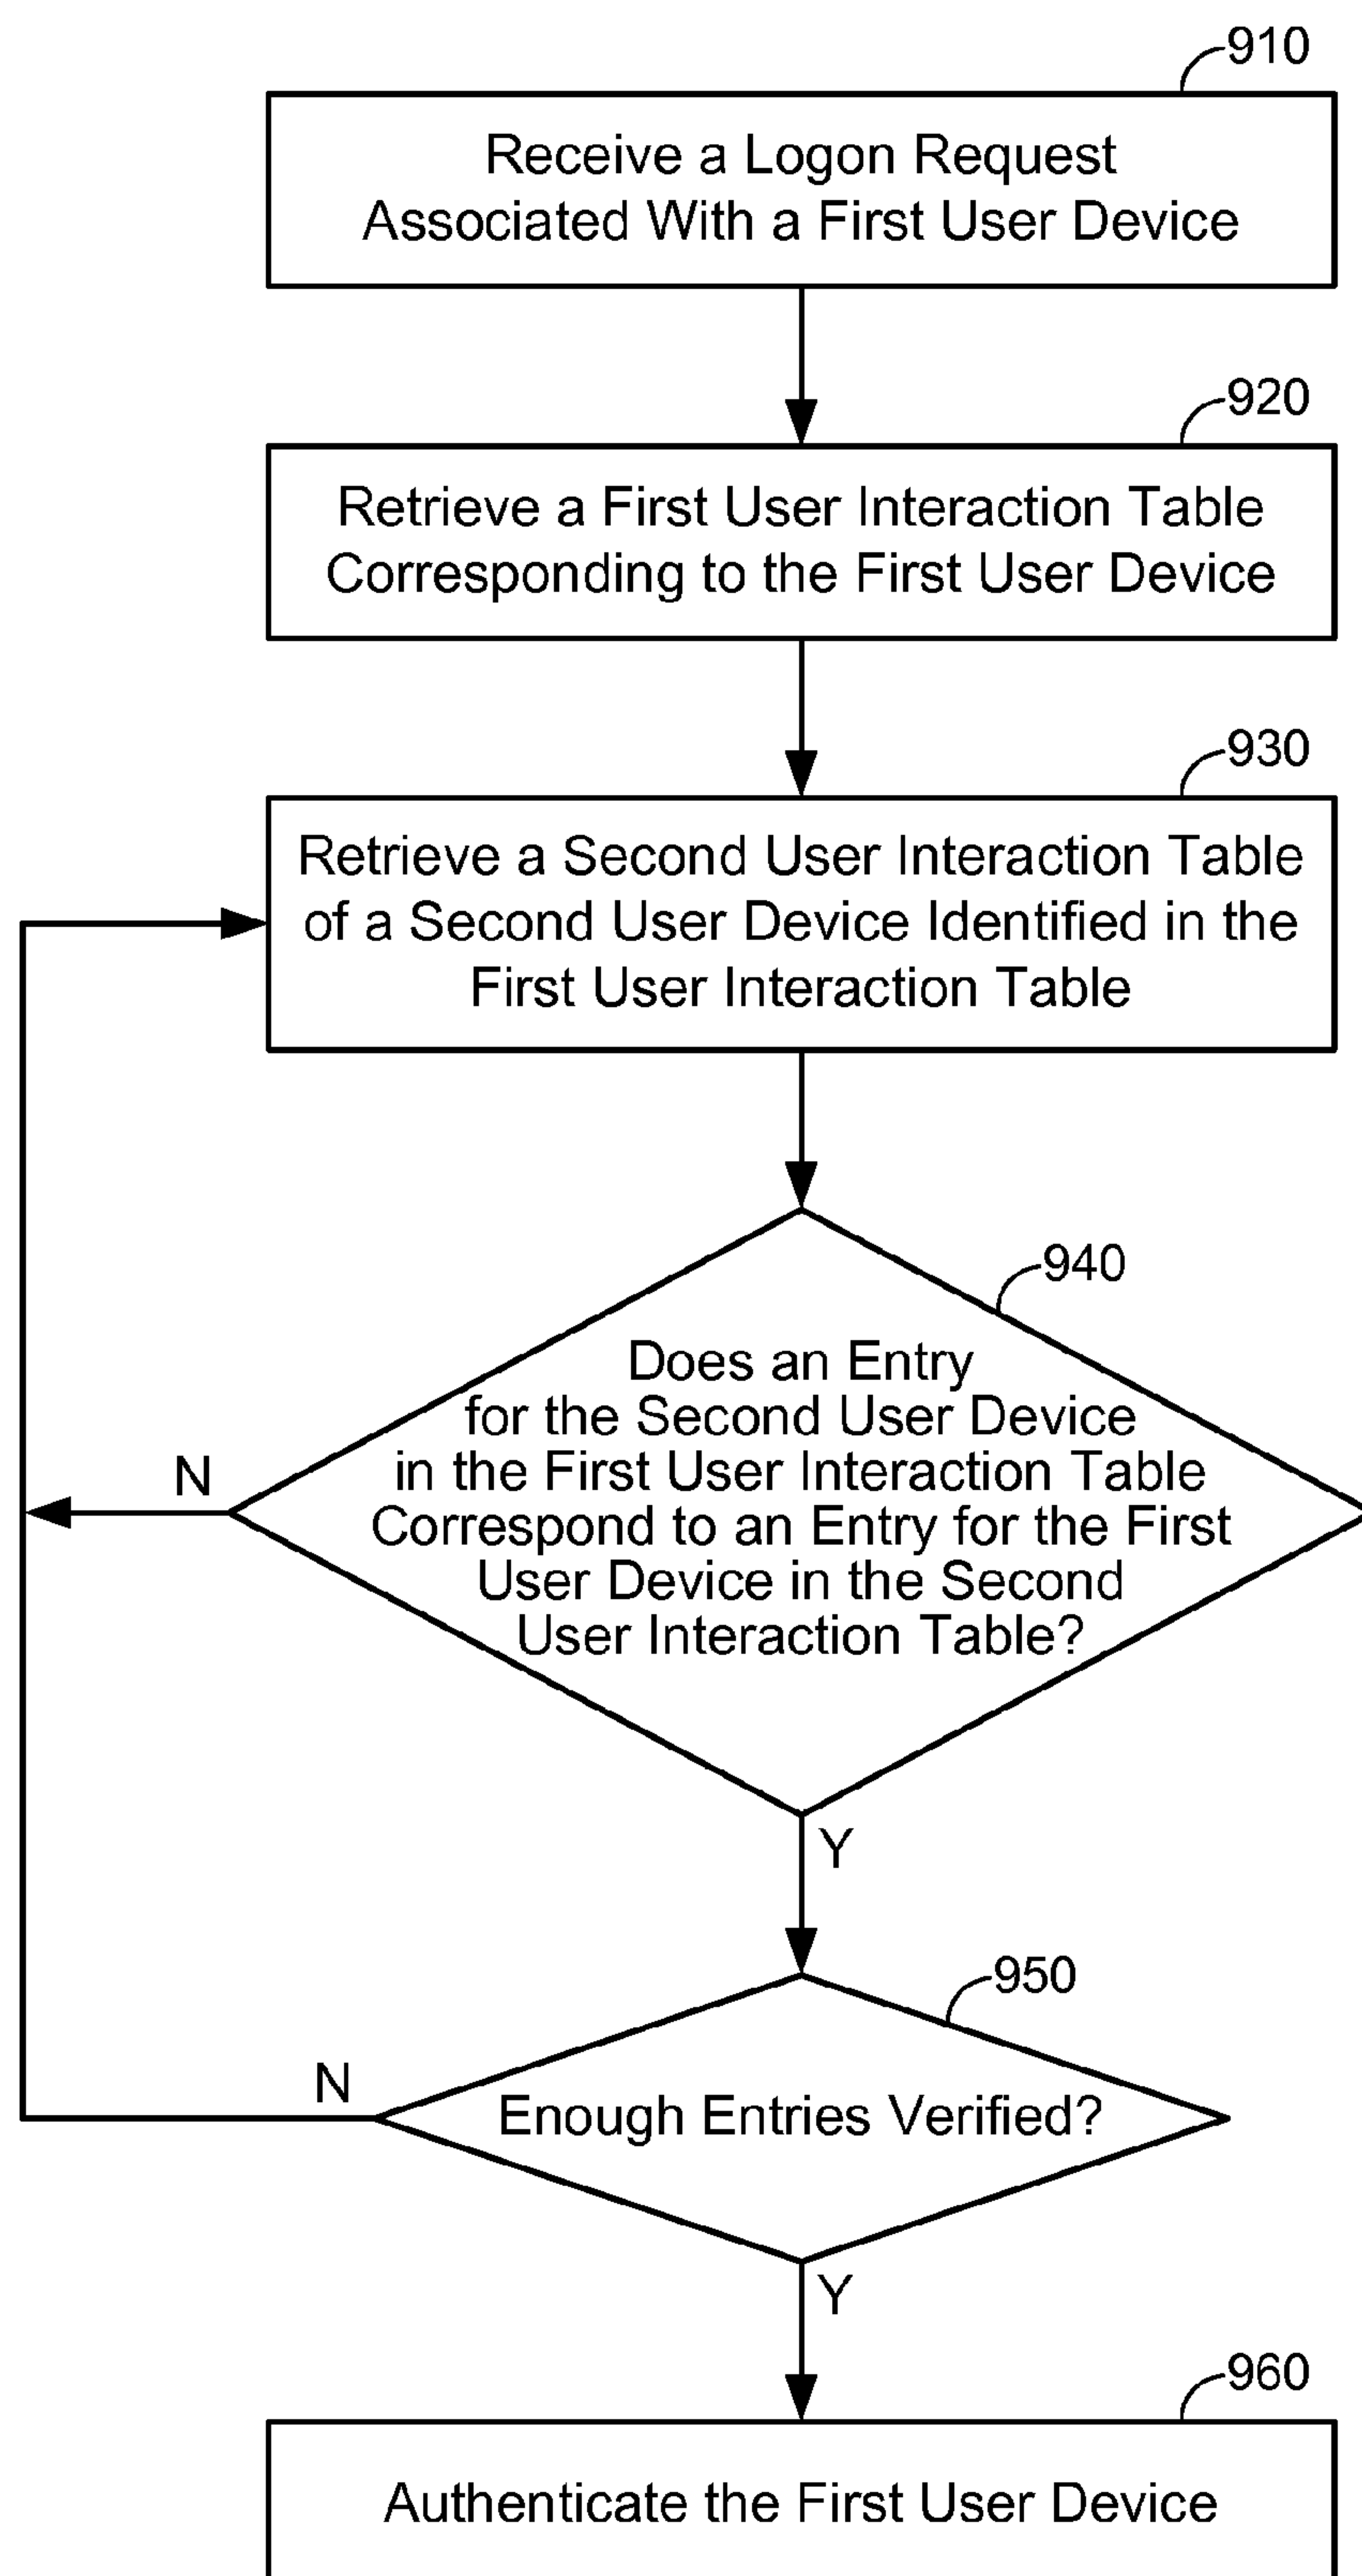 910
Receive a Logon Request
Associated With a First User Device
920
Retrieve a First User Interaction Table
Corresponding to the First User Device
930
Retrieve a Second User Interaction Table
of a Second User Device Identified in the
First User Interaction Table
940
Does an Entry
for the Second User Device
in the First User Interaction Table
Correspond to an Entry for the First
User Device in the Second
User Interaction Table?
N
Y
950
Enough Entries Verified?
N
Y
960
Authenticate the First User Device